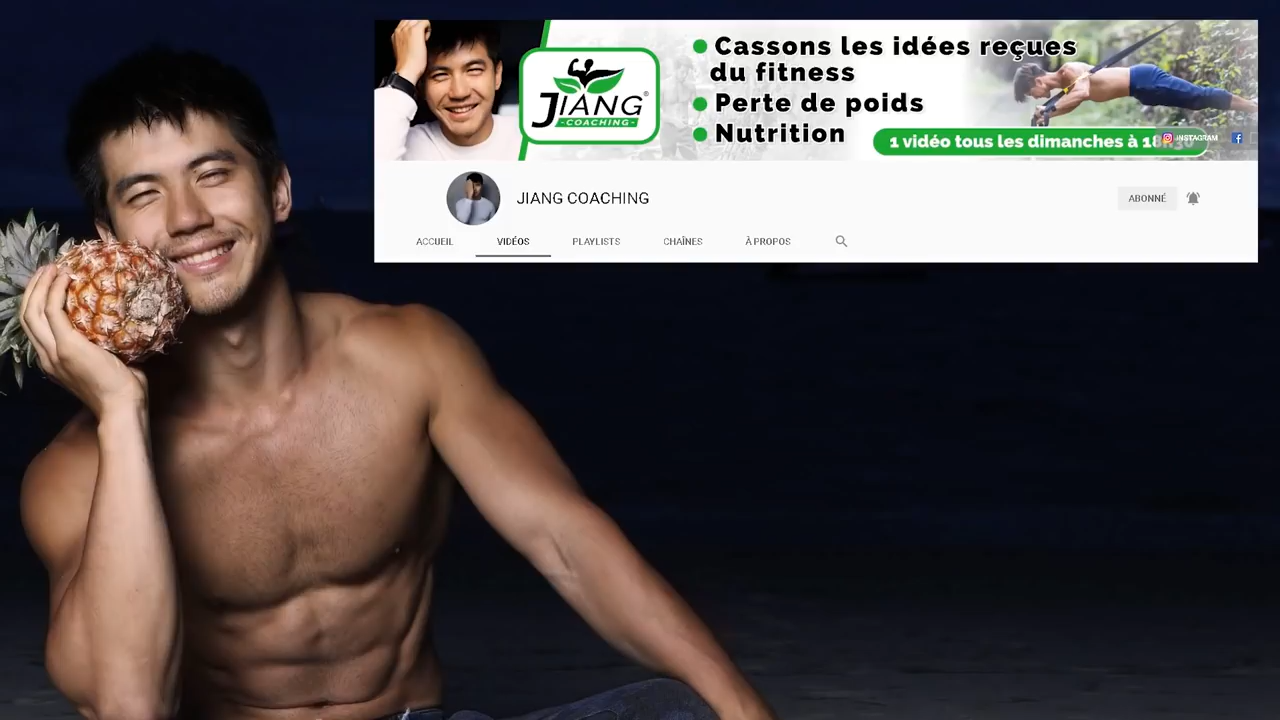 Cassons les idées reçues
du fitness
Perte de poids
Nutrition
JIANG®
-COACHING-
1 vidéo tous les dimanches à
INSTAGRAM
JIANG COACHING
ABONNÉ
ACCUEIL
VIDÉOS
PLAYLISTS
CHAÎNES
À PROPOS